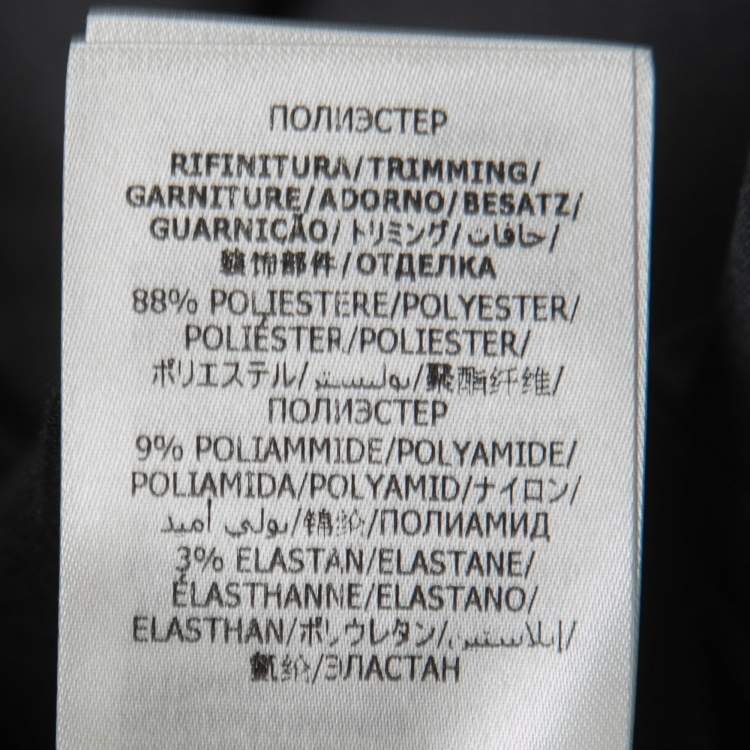 ПОЛИЭСТЕР
RIFINITURA/TRIMMING/
GARNITURE/ADORNO/BESATZ/
GUARNICÃO/トリミング/حافات/
装饰部件/ОТДЕЛКА
88% POLIESTERE/POLYESTER/
POLIÉSTER/POLIESTER/
ポリエステル/بوليستر/聚酯纤维/
ПОЛИЭСТЕР
9% POLIAMMIDE/POLYAMIDE/
POLIAMIDA/POLYAMID/ナイロン/
بولي أميد/锦纶/ПОЛИАМИД
3% ELASTAN/ELASTANE/
ÉLASTHANNE/ELASTANO/
ELASTHAN/ポリウレタン/إيلاستين/
氨纶/ЭЛАСТАН